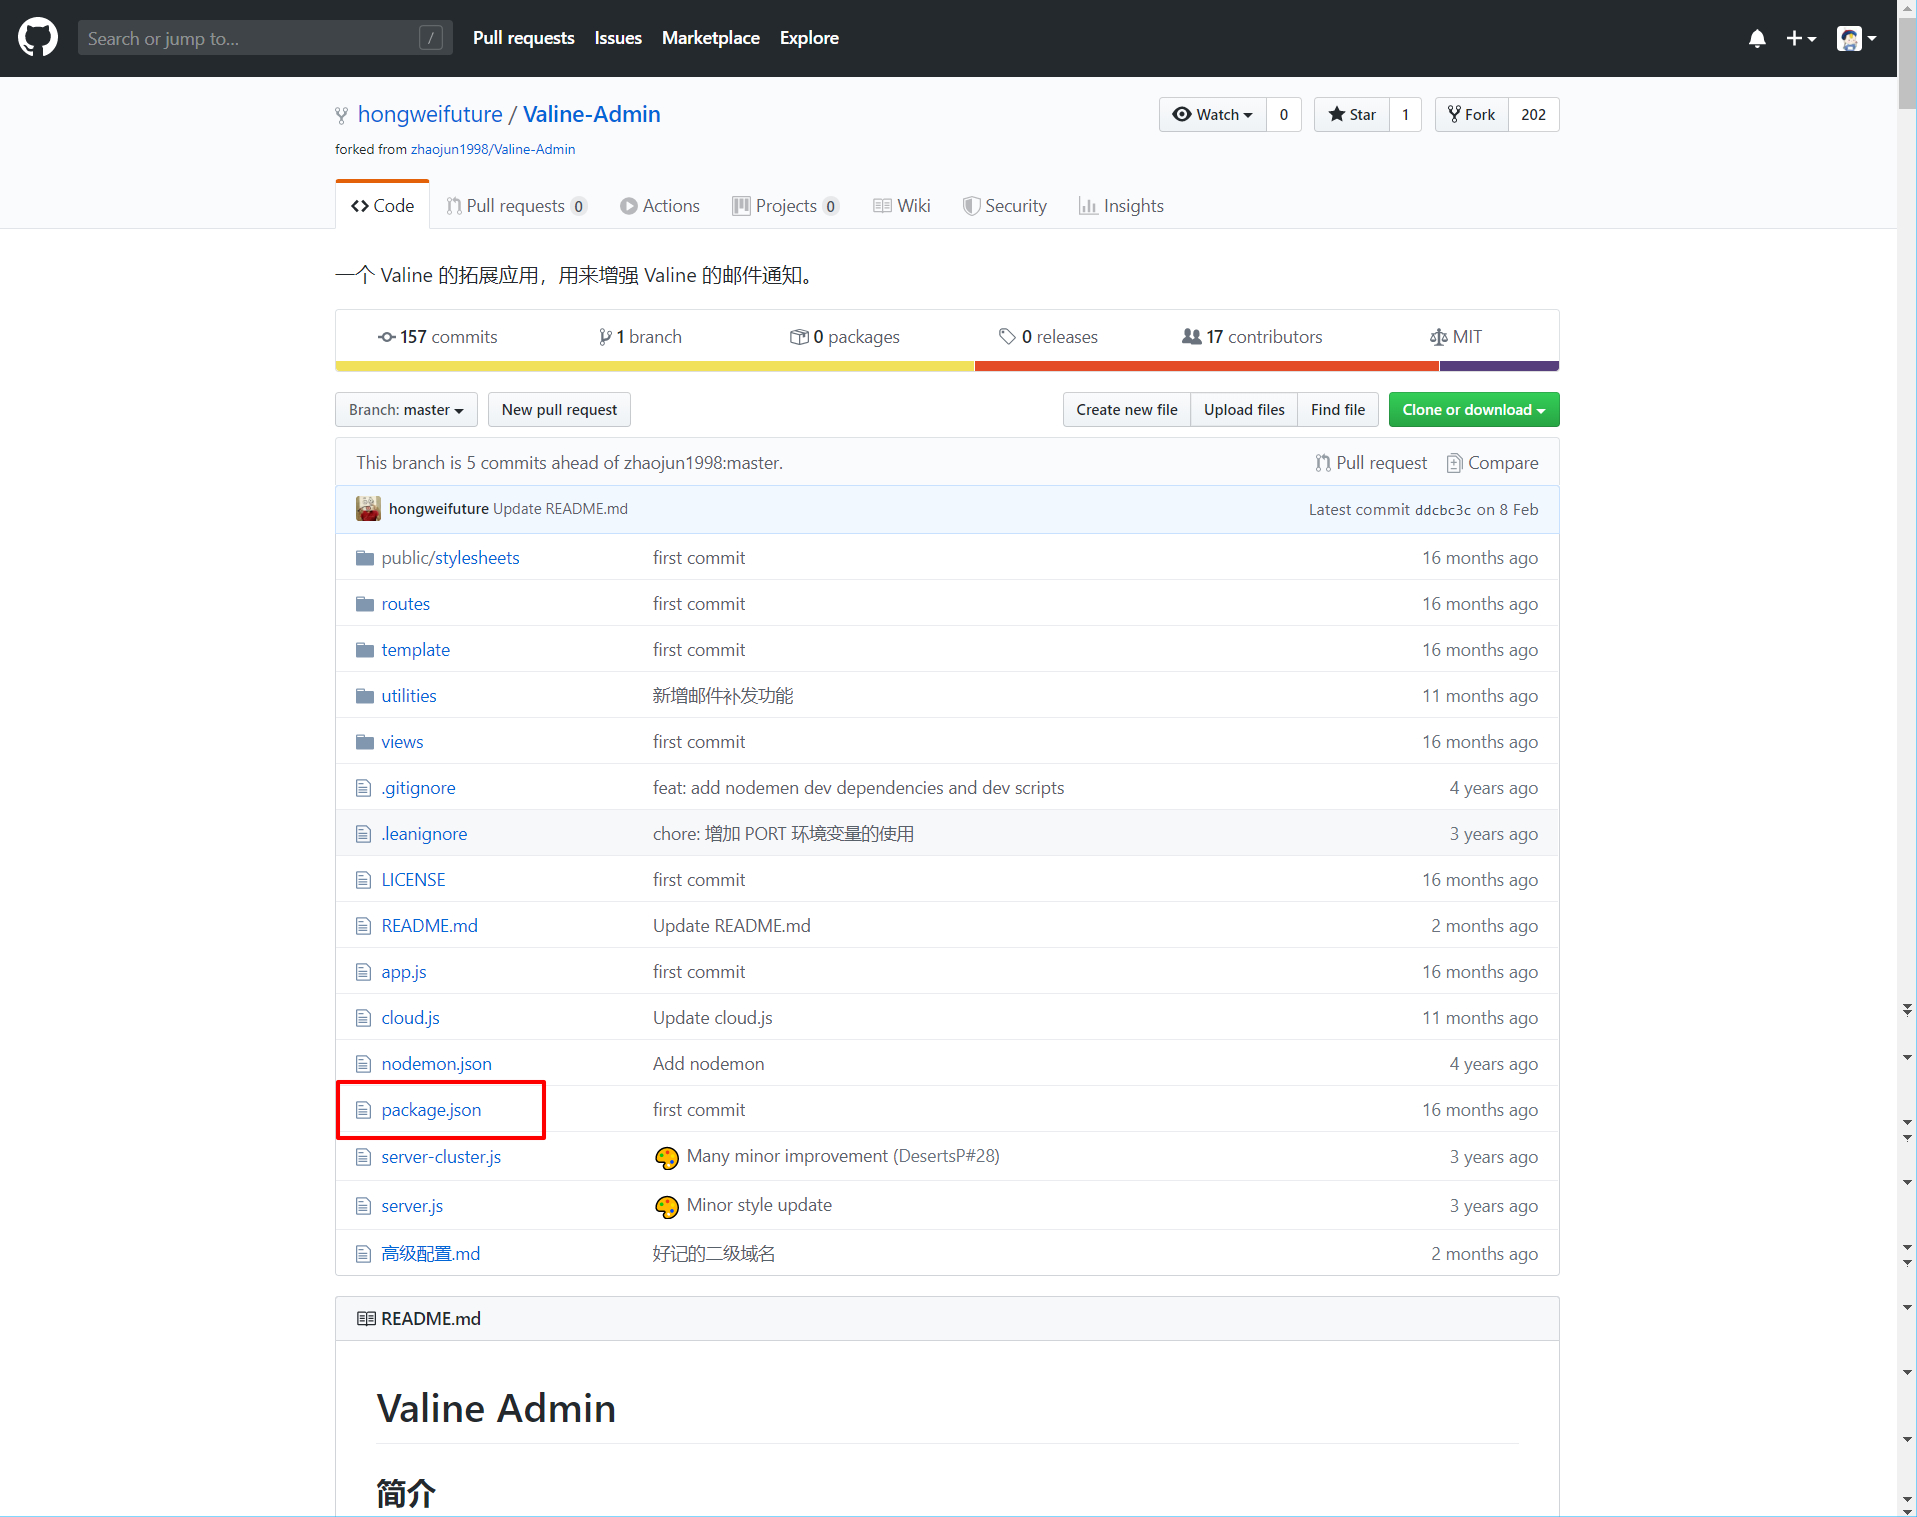 Search or jump to... / Pull requests Issues Marketplace Explore
hongweifuture / Valine-Admin Watch 0 Star 1 Fork 202
forked from zhaojun1998/Valine-Admin
Code Pull requests 0 Actions Projects 0 Wiki Security Insights
一个 Valine 的拓展应用，用来增强 Valine 的邮件通知。
157 commits 1 branch 0 packages 0 releases 17 contributors MIT
Branch: master New pull request Create new file Upload files Find file Clone or download
This branch is 5 commits ahead of zhaojun1998:master. Pull request Compare
hongweifuture Update README.md Latest commit ddcbc3c on 8 Feb
public/stylesheets first commit 16 months ago
routes first commit 16 months ago
template first commit 16 months ago
utilities 新增邮件补发功能 11 months ago
views first commit 16 months ago
.gitignore feat: add nodemen dev dependencies and dev scripts 4 years ago
.leanignore chore: 增加 PORT 环境变量的使用 3 years ago
LICENSE first commit 16 months ago
README.md Update README.md 2 months ago
app.js first commit 16 months ago
cloud.js Update cloud.js 11 months ago
nodemon.json Add nodemon 4 years ago
package.json first commit 16 months ago
server-cluster.js Many minor improvement (DesertsP#28) 3 years ago
server.js Minor style update 3 years ago
高级配置.md 好记的二级域名 2 months ago
README.md
Valine Admin
简介